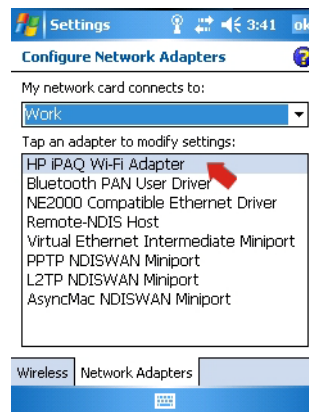 Settings 3:41 ok
Configure Network Adapters ?
My network card connects to:
Work
Tap an adapter to modify settings:
HP iPAQ Wi-Fi Adapter
Bluetooth PAN User Driver
NE2000 Compatible Ethernet Driver
Remote-NDIS Host
Virtual Ethernet Intermediate Miniport
PPTP NDISWAN Miniport
L2TP NDISWAN Miniport
AsyncMac NDISWAN Miniport
Wireless Network Adapters